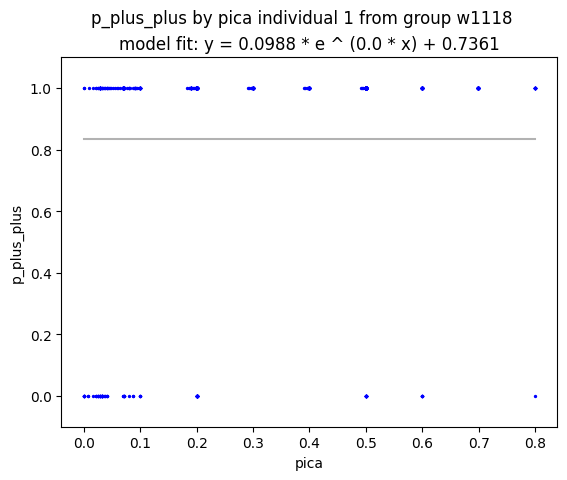 p_plus_plus by pica individual 1 from group w1118
model fit: y = 0.0988 * e ^ (0.0 * x) + 0.7361
1.0
0.8
0.6
0.4
0.2
0.0
p_plus_plus
0.0 0.1 0.2 0.3 0.4 0.5 0.6 0.7 0.8
pica